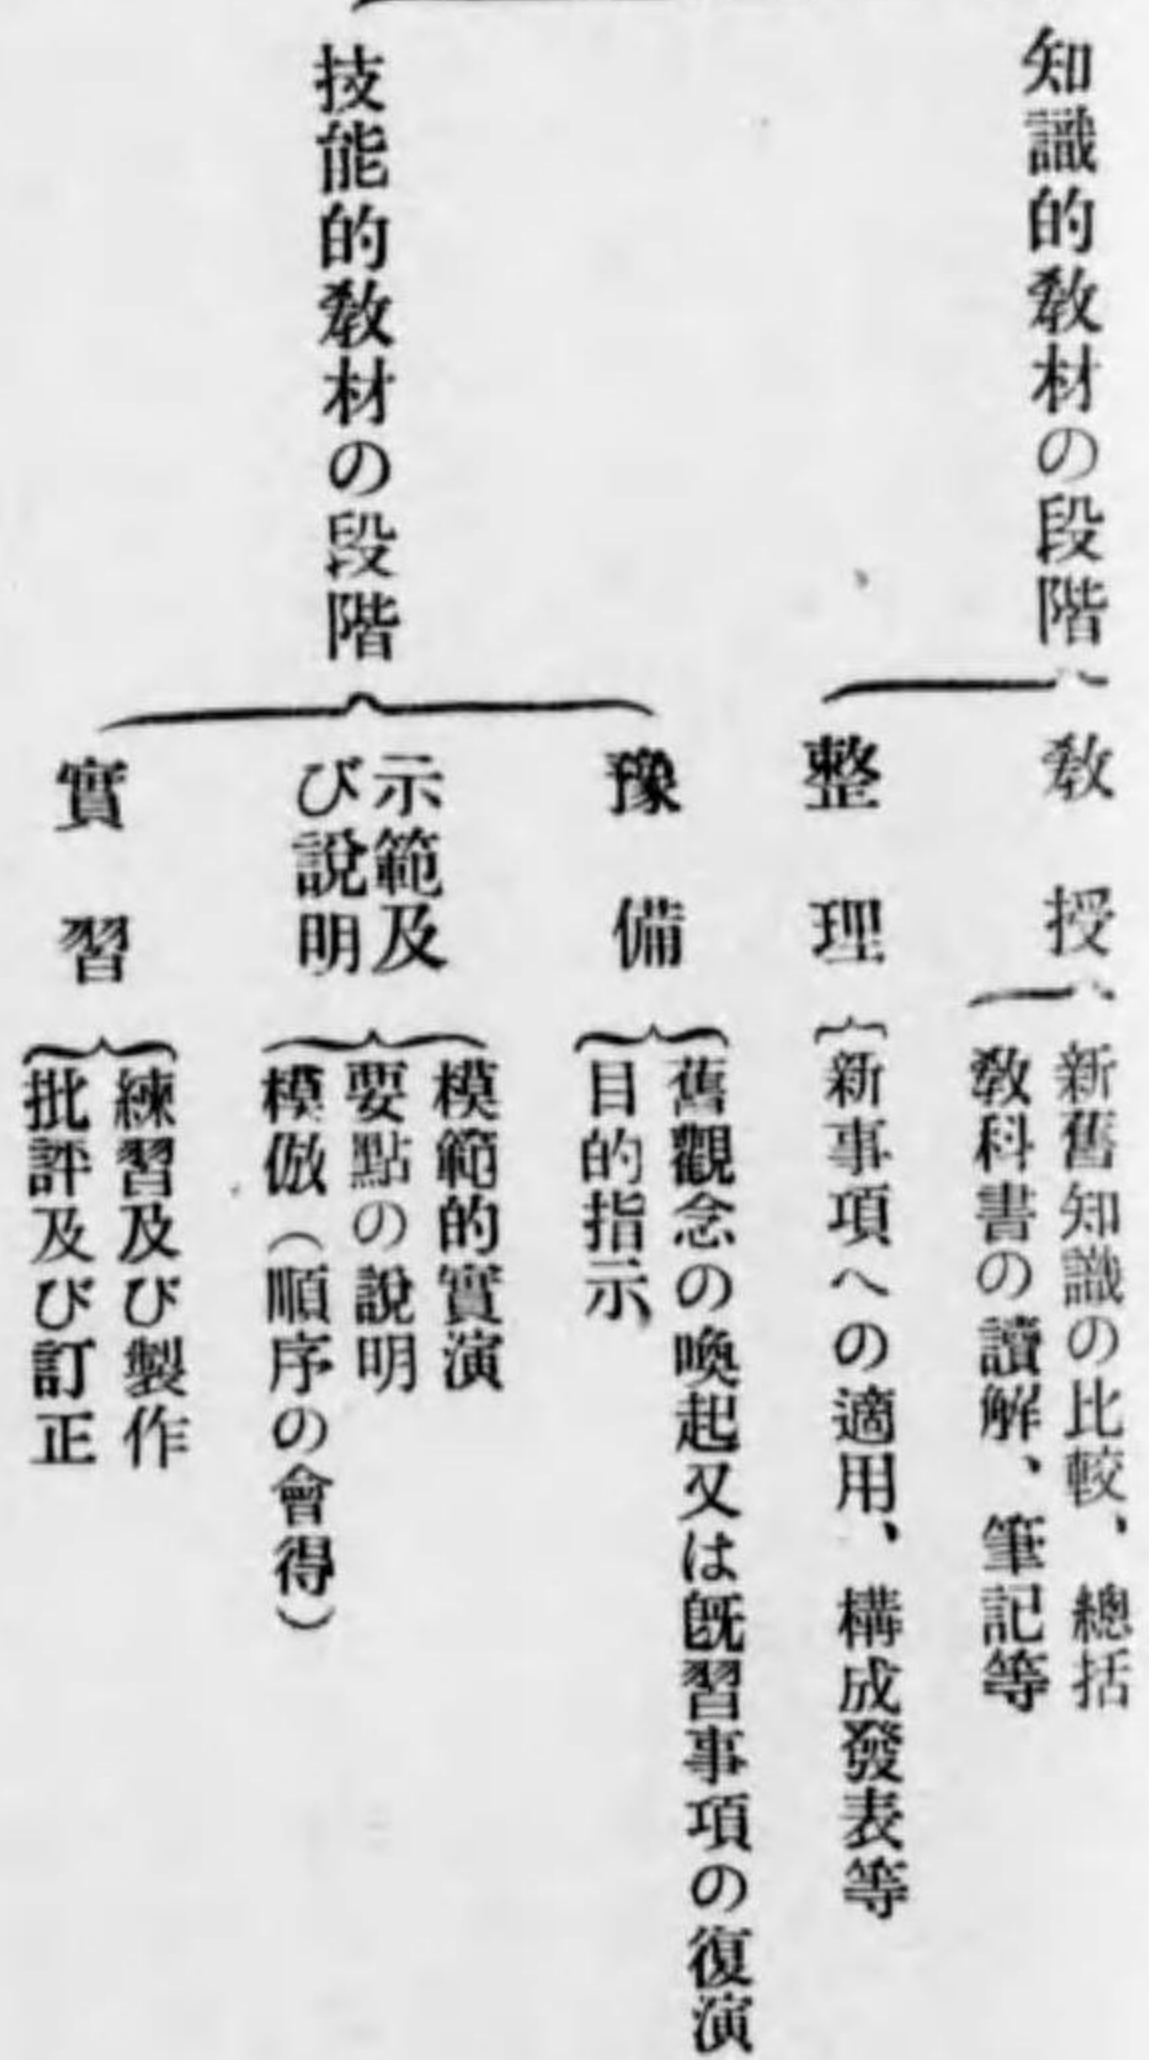 知識的教材の段階
教授
新舊知識の比較、總括
教科書の讀解、筆記等
整理
新事項への適用、構成發表等
技能的教材の段階
豫備
舊觀念の喚起又は既習事項の復演
目的指示
示範及
び說明
模範的實演
要點の說明
模倣(順序の會得)
實習
練習及び製作
批評及び訂正